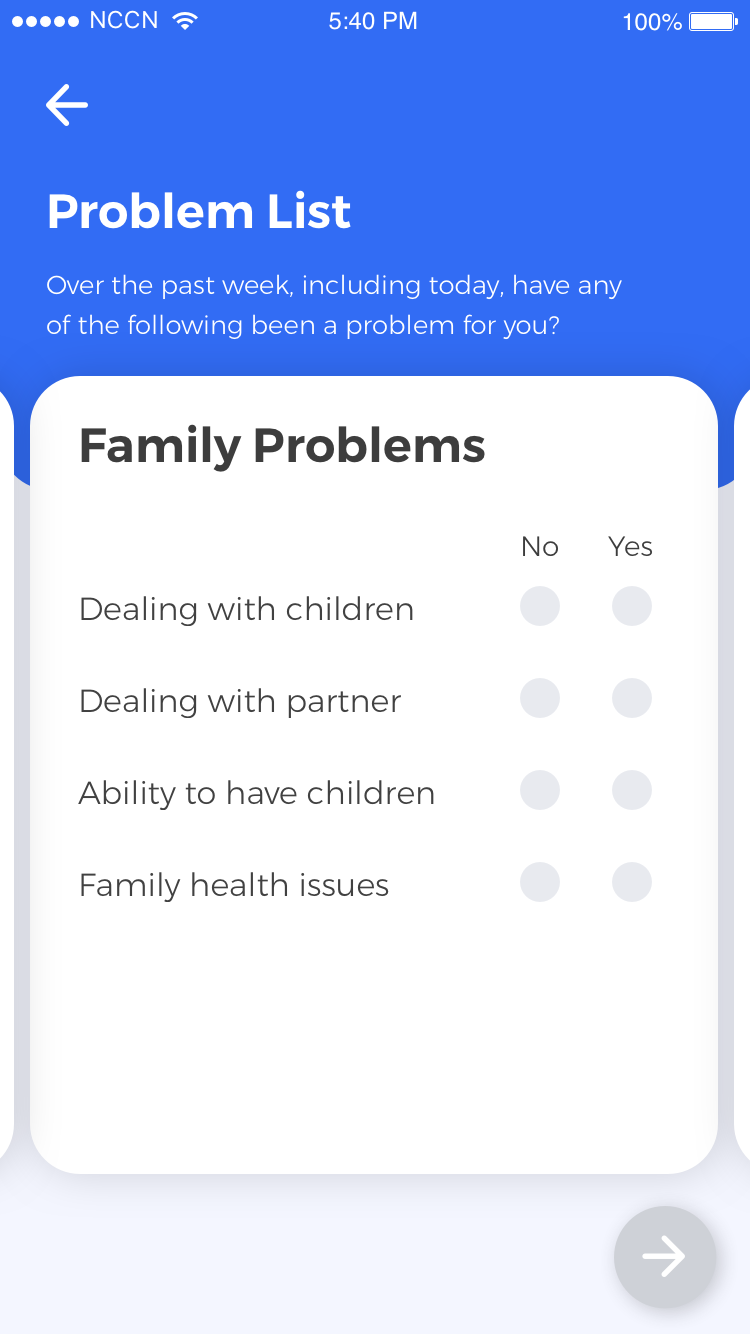 NCCN 5:40 PM 100%
Problem List
Over the past week, including today, have any
of the following been a problem for you?
Family Problems
No Yes
Dealing with children
Dealing with partner
Ability to have children
Family health issues